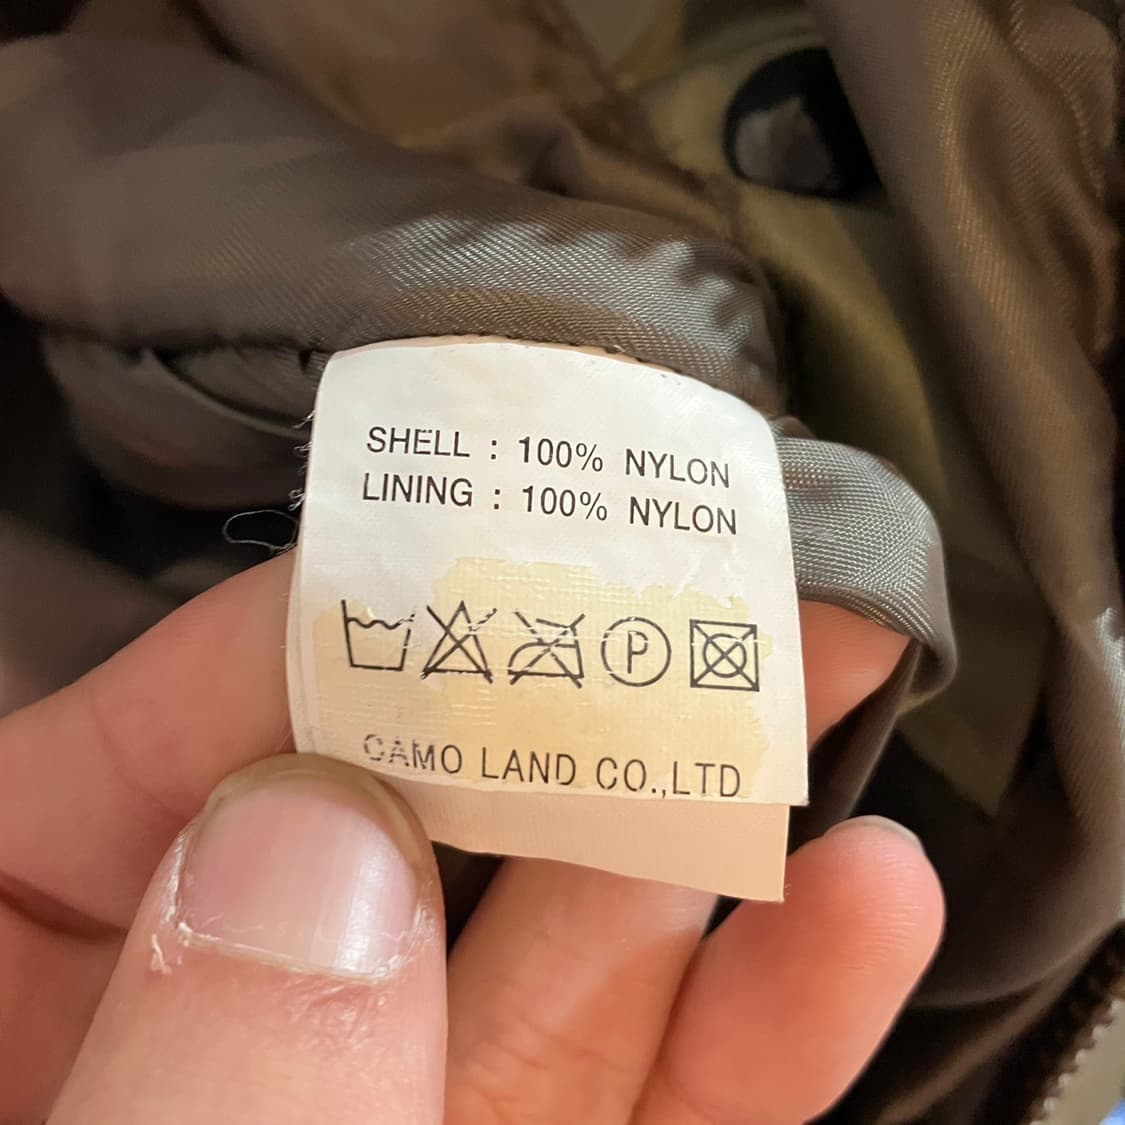 SHELL : 100% NYLON
LINING : 100% NYLON
P
CAMO LAND CO.,LTD